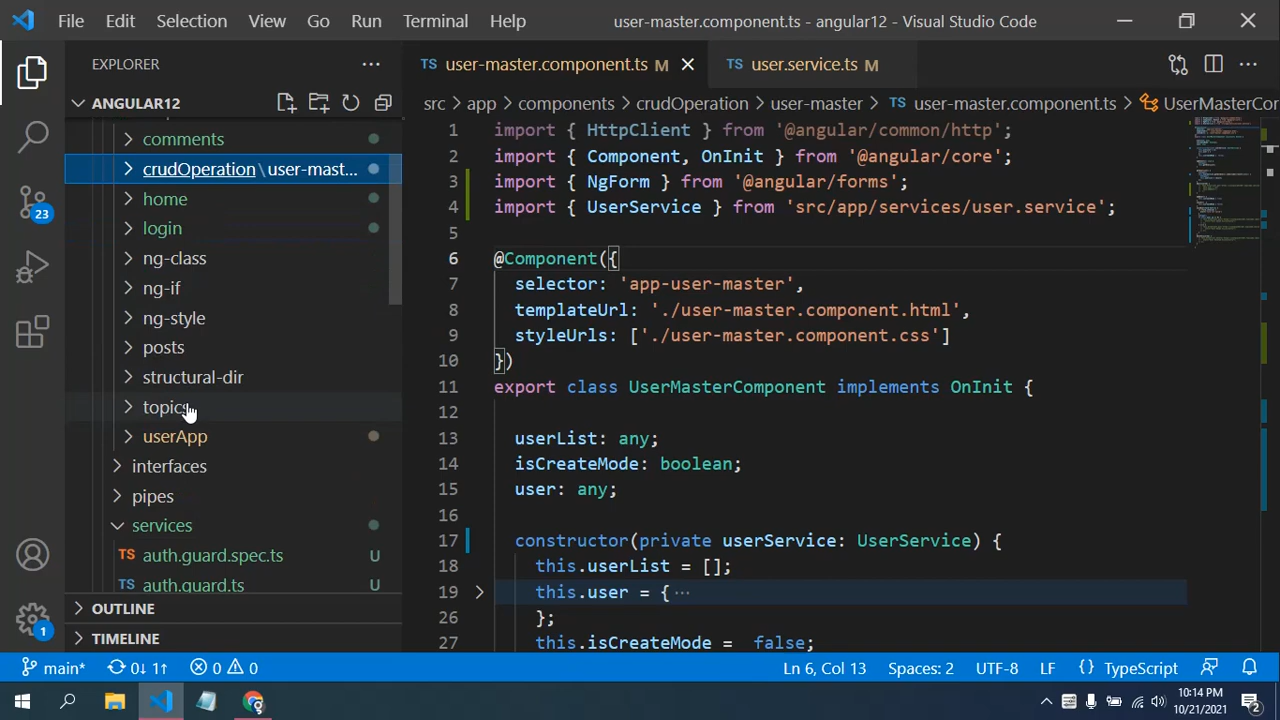 File Edit Selection View Go Run Terminal Help user-master.component.ts - angular12 - Visual Studio Code
EXPLORER
ANGULAR12
comments
crudOperation\user-mast...
home
login
ng-class
ng-if
ng-style
posts
structural-dir
topics
userApp
interfaces
pipes
services
auth.guard.spec.ts U
auth.guard.ts U
OUTLINE
TIMELINE
23
1
TS user-master.component.ts M
TS user.service.ts M
src > app > components > crudOperation > user-master > TS user-master.component.ts > UserMasterCor
1 import { HttpClient } from '@angular/common/http';
2 import { Component, OnInit } from '@angular/core';
3 import { NgForm } from '@angular/forms';
4 import { UserService } from 'src/app/services/user.service';
5
6 @Component({
7 selector: 'app-user-master',
8 templateUrl: './user-master.component.html',
9 styleUrls: ['./user-master.component.css']
10 })
11 export class UserMasterComponent implements OnInit {
12
13 userList: any;
14 isCreateMode: boolean;
15 user: any;
16
17 constructor(private userService: UserService) {
18 this.userList = [];
19 this.user = { ...
26 };
27 this.isCreateMode = false;
main* 0↓ 1↑ 0 0 Ln 6, Col 13 Spaces: 2 UTF-8 LF {} TypeScript
10:14 PM
10/21/2021
2